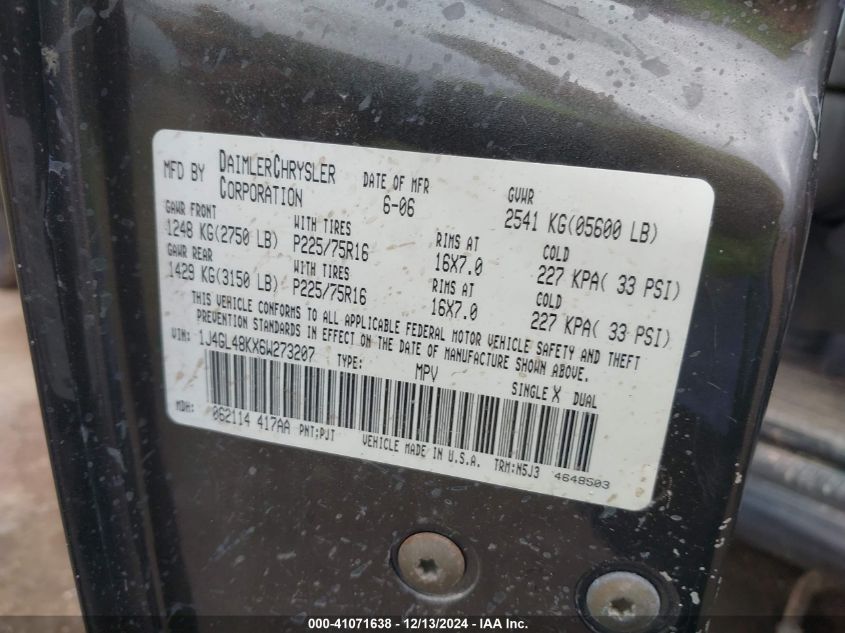 MFD BY DAIMLERCHRYSLER CORPORATION DATE OF MFR 6-06 GVWR 2541 KG(05600 LB)
GAWR FRONT WITH TIRES RIMS AT COLD
1248 KG(2750 LB) P225/75R16 16X7.0 227 KPA( 33 PSI)
GAWR REAR WITH TIRES RIMS AT COLD
1429 KG(3150 LB) P225/75R16 16X7.0 227 KPA( 33 PSI)
THIS VEHICLE CONFORMS TO ALL APPLICABLE FEDERAL MOTOR VEHICLE SAFETY AND THEFT
PREVENTION STANDARDS IN EFFECT ON THE DATE OF MANUFACTURE SHOWN ABOVE.
VIN: 1J4GL48KX6W273207 TYPE: MPV SINGLE X DUAL
MDH: 062114 417AA PNT:PJT VEHICLE MADE IN U.S.A. TRM:N5J3 4648503
000-41071638 - 12/13/2024 - IAA Inc.